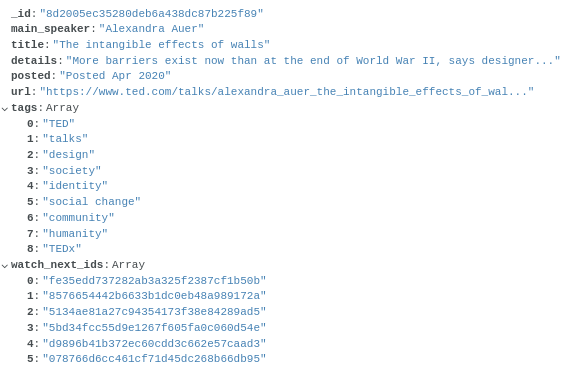 _id: "8d2005ec35280deb6a438dc87b225f89"
main_speaker: "Alexandra Auer"
title: "The intangible effects of walls"
details: "More barriers exist now than at the end of World War II, says designer..."
posted: "Posted Apr 2020"
url: "https://www.ted.com/talks/alexandra_auer_the_intangible_effects_of_wal..."
tags: Array
0: "TED"
1: "talks"
2: "design"
3: "society"
4: "identity"
5: "social change"
6: "community"
7: "humanity"
8: "TEDx"
watch_next_ids: Array
0: "fe35edd737282ab3a325f2387cf1b50b"
1: "8576654442b6633b1dc0eb48a989172a"
2: "5134ae81a27c94354173f38e84289ad5"
3: "5bd34fcc55d9e1267f605fa0c060d54e"
4: "d9896b41b372ec60cdd3c662e57caad3"
5: "078766d6cc461cf71d45dc268b66db95"